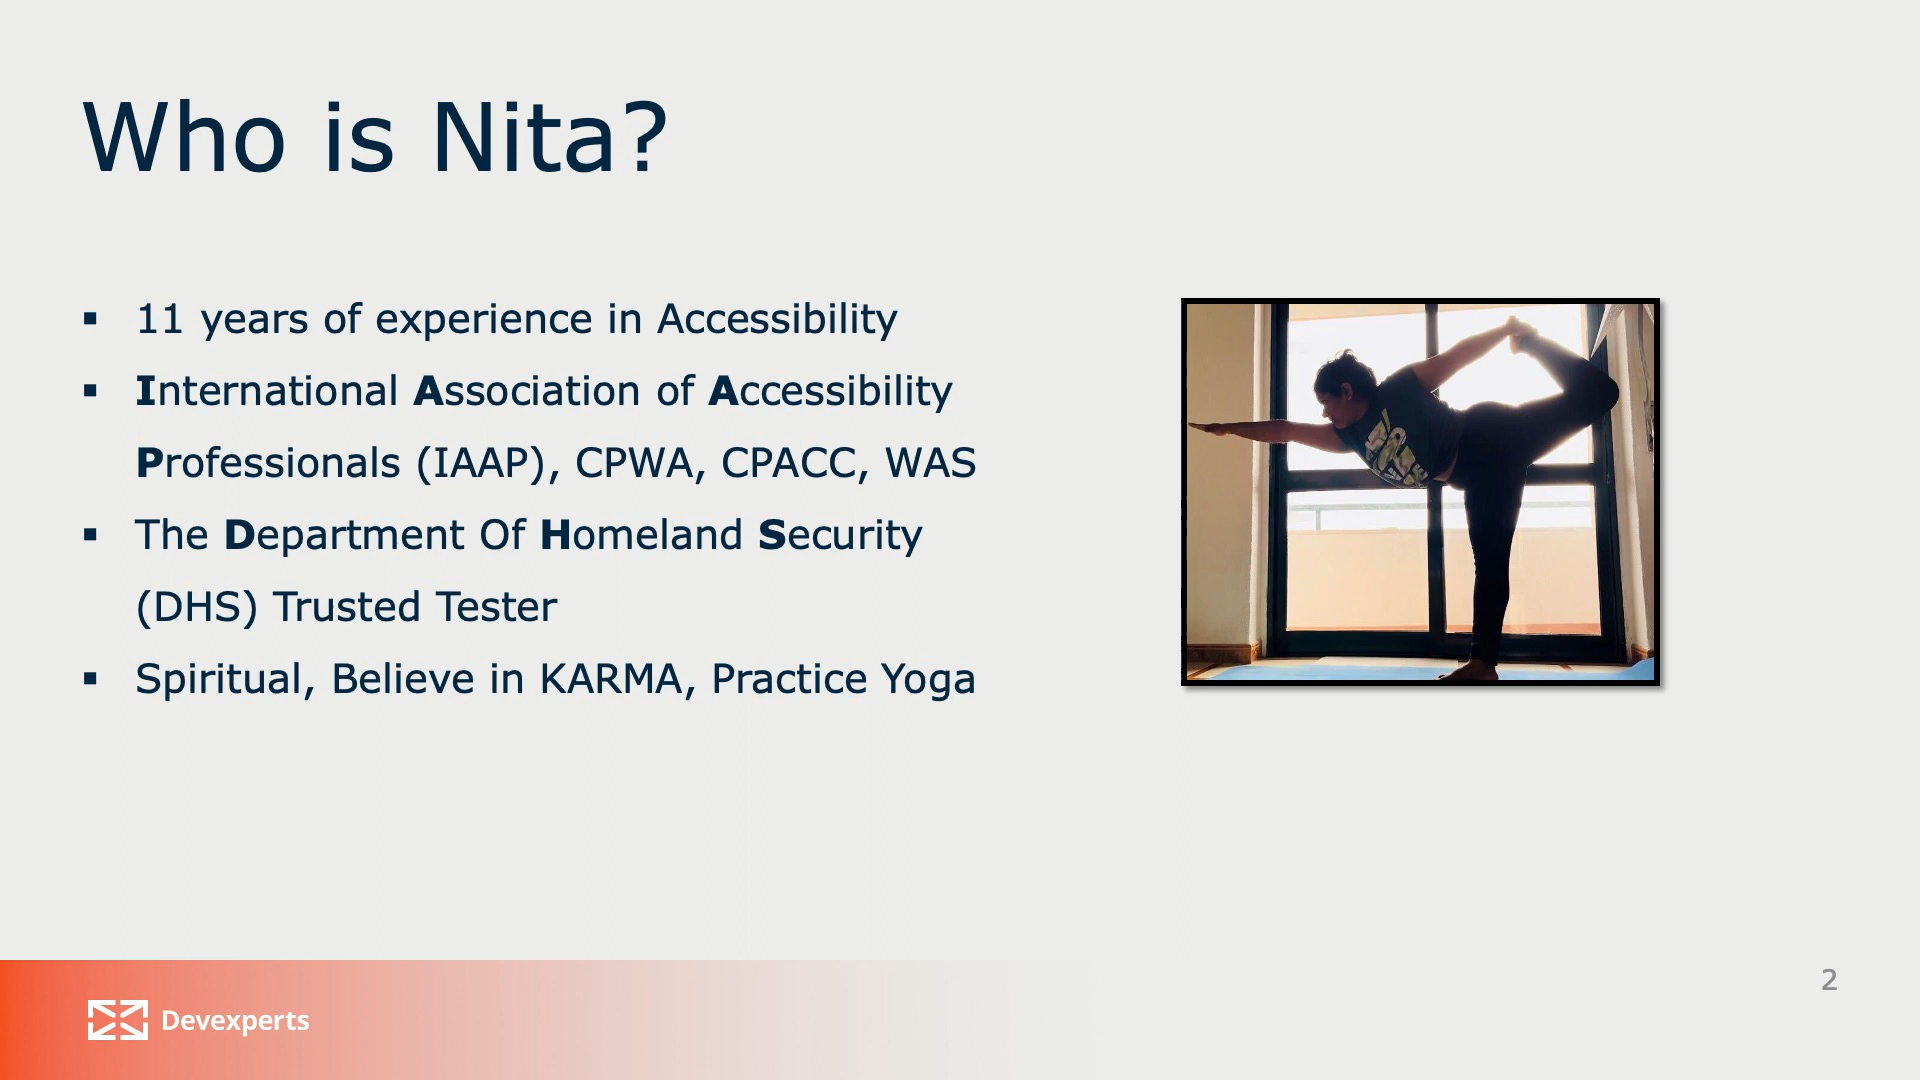 Who is Nita?
▪ 11 years of experience in Accessibility
▪ International Association of Accessibility
Professionals (IAAP), CPWA, CPACC, WAS
▪ The Department Of Homeland Security
(DHS) Trusted Tester
▪ Spiritual, Believe in KARMA, Practice Yoga
2
Devexperts